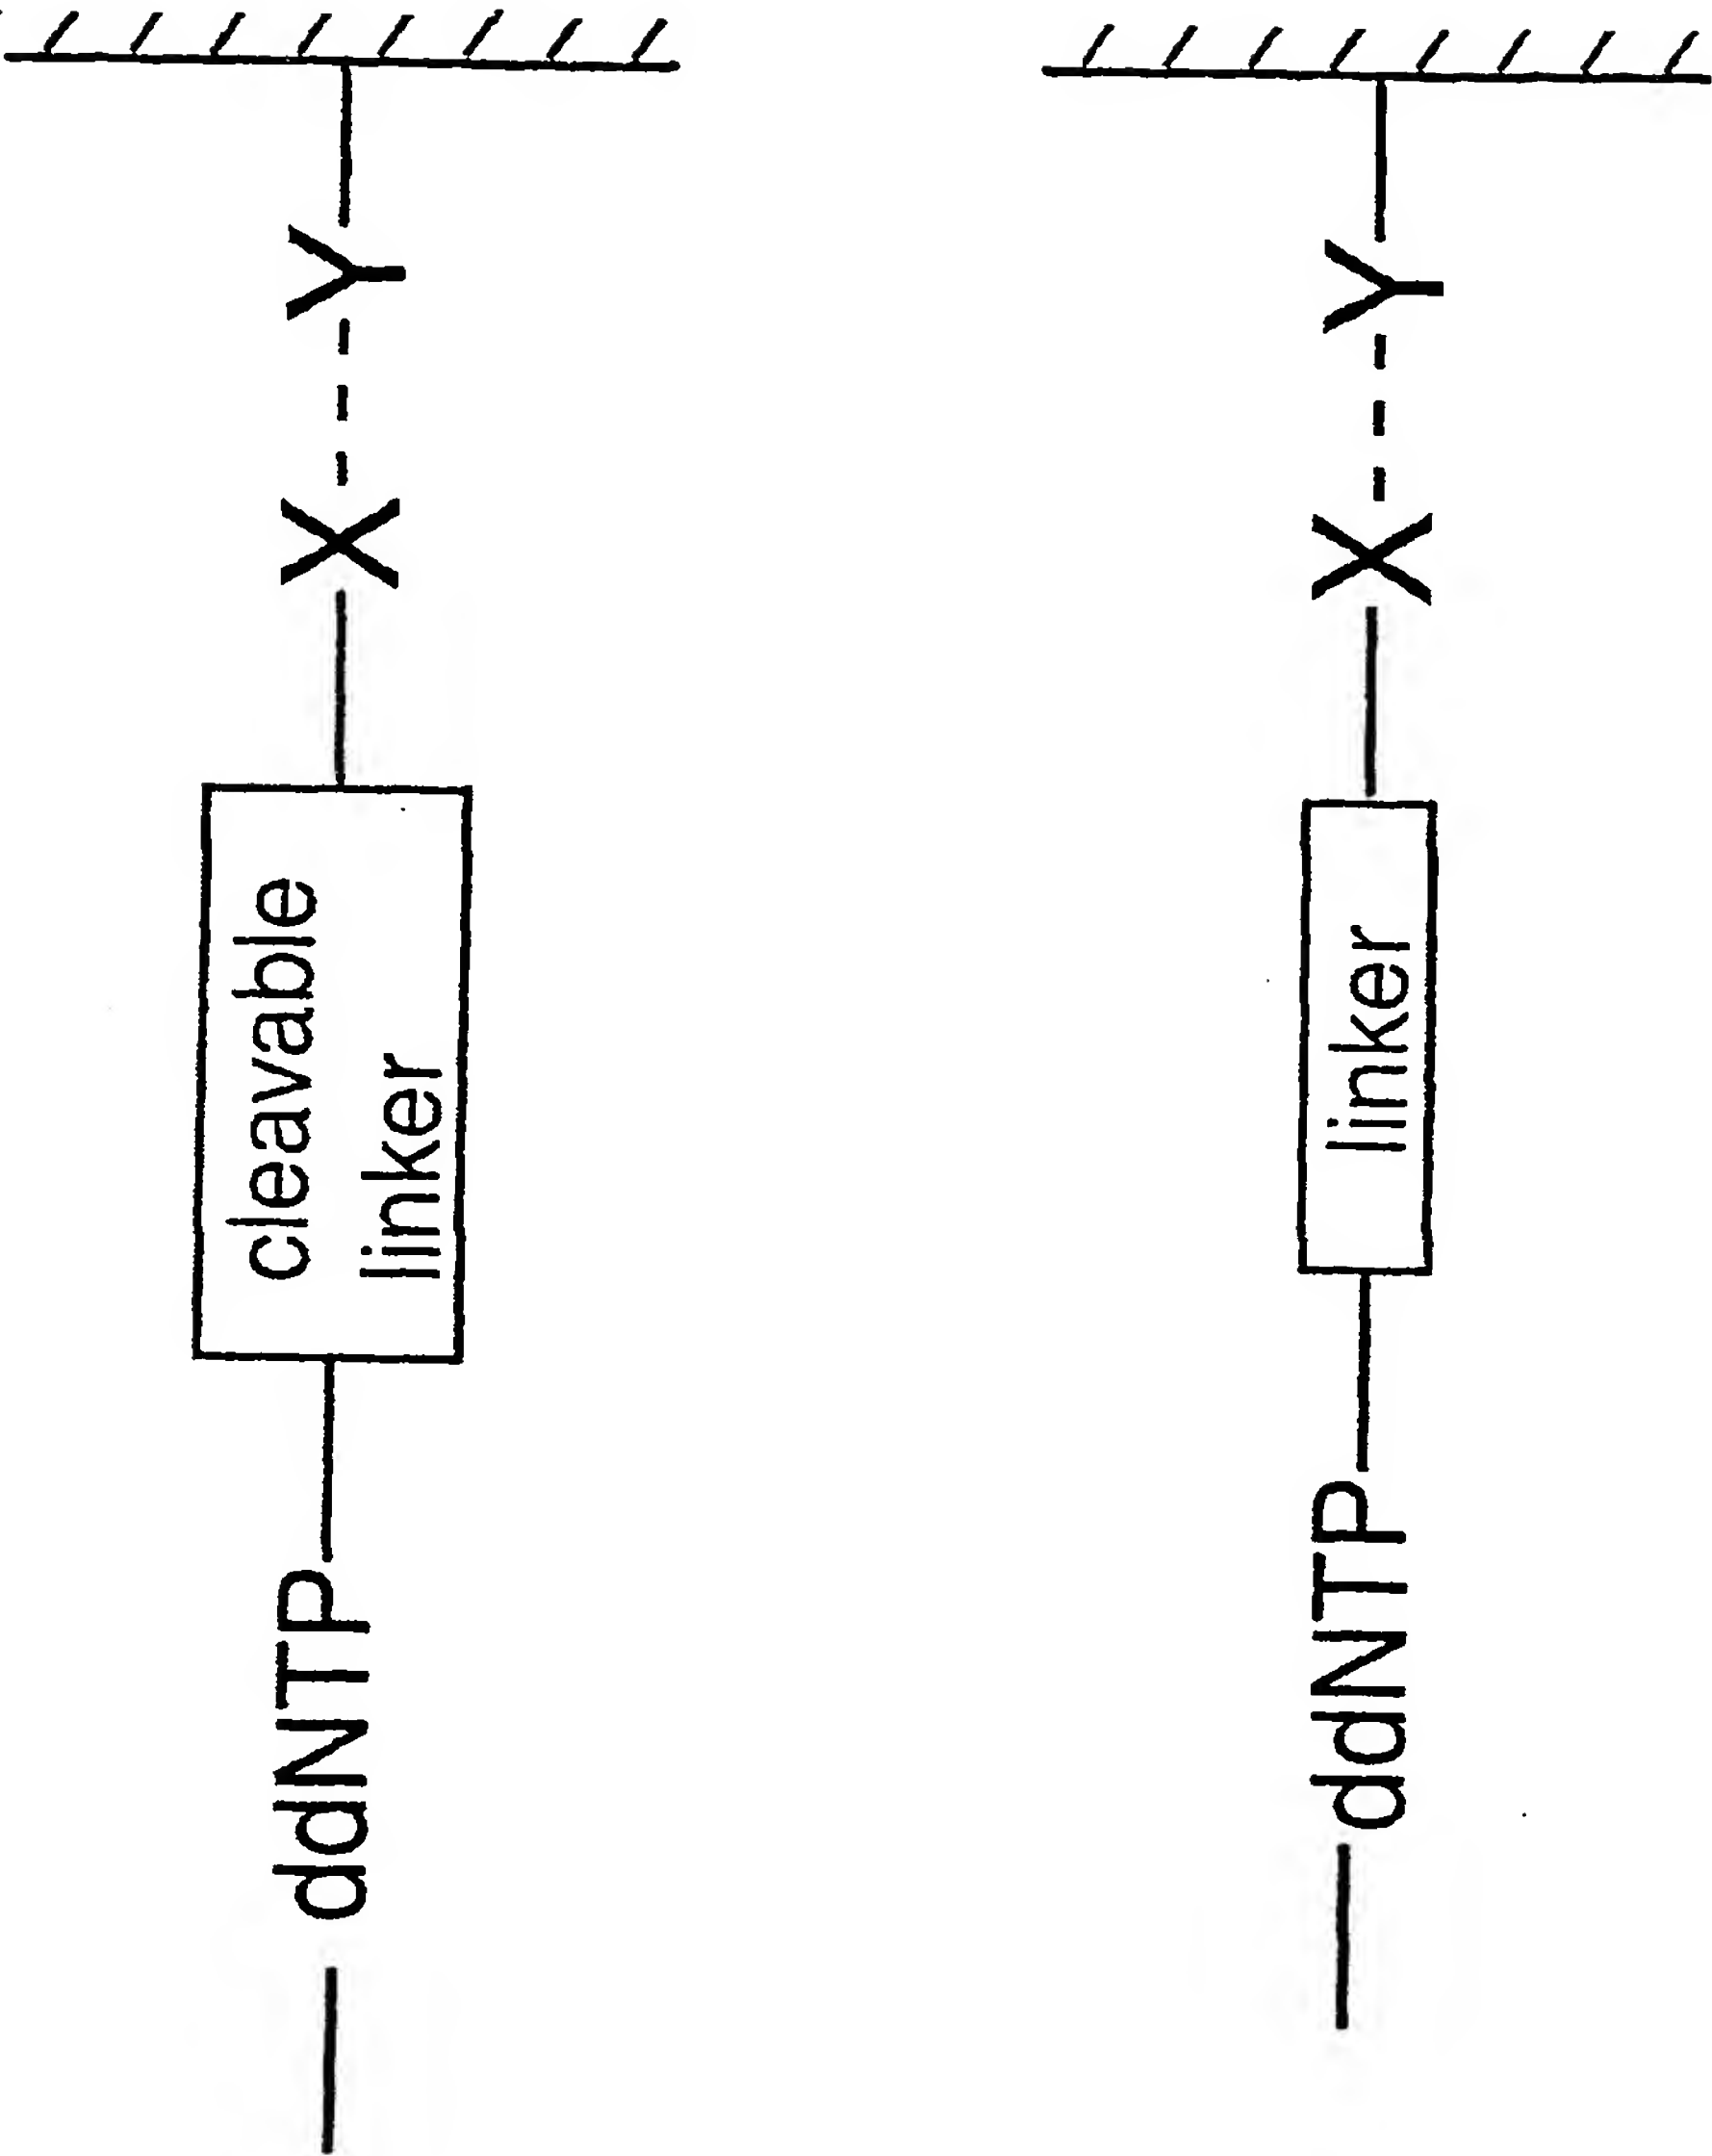 ddNTP
cleavable
linker
X
Y
ddNTP
linker
X
Y